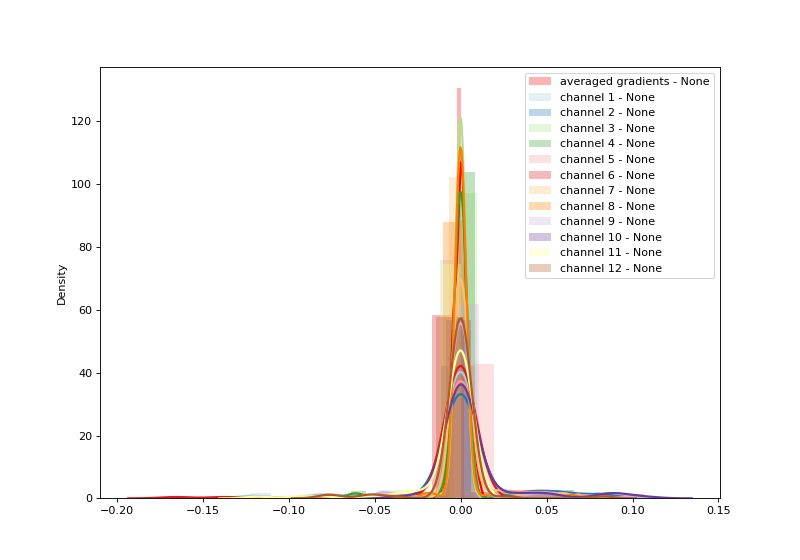 averaged gradients - None
channel 1 - None
channel 2 - None
channel 3 - None
channel 4 - None
channel 5 - None
channel 6 - None
channel 7 - None
channel 8 - None
channel 9 - None
channel 10 - None
channel 11 - None
channel 12 - None
Density
120
100
80
60
40
20
0
−0.20
−0.15
−0.10
−0.05
0.00
0.05
0.10
0.15